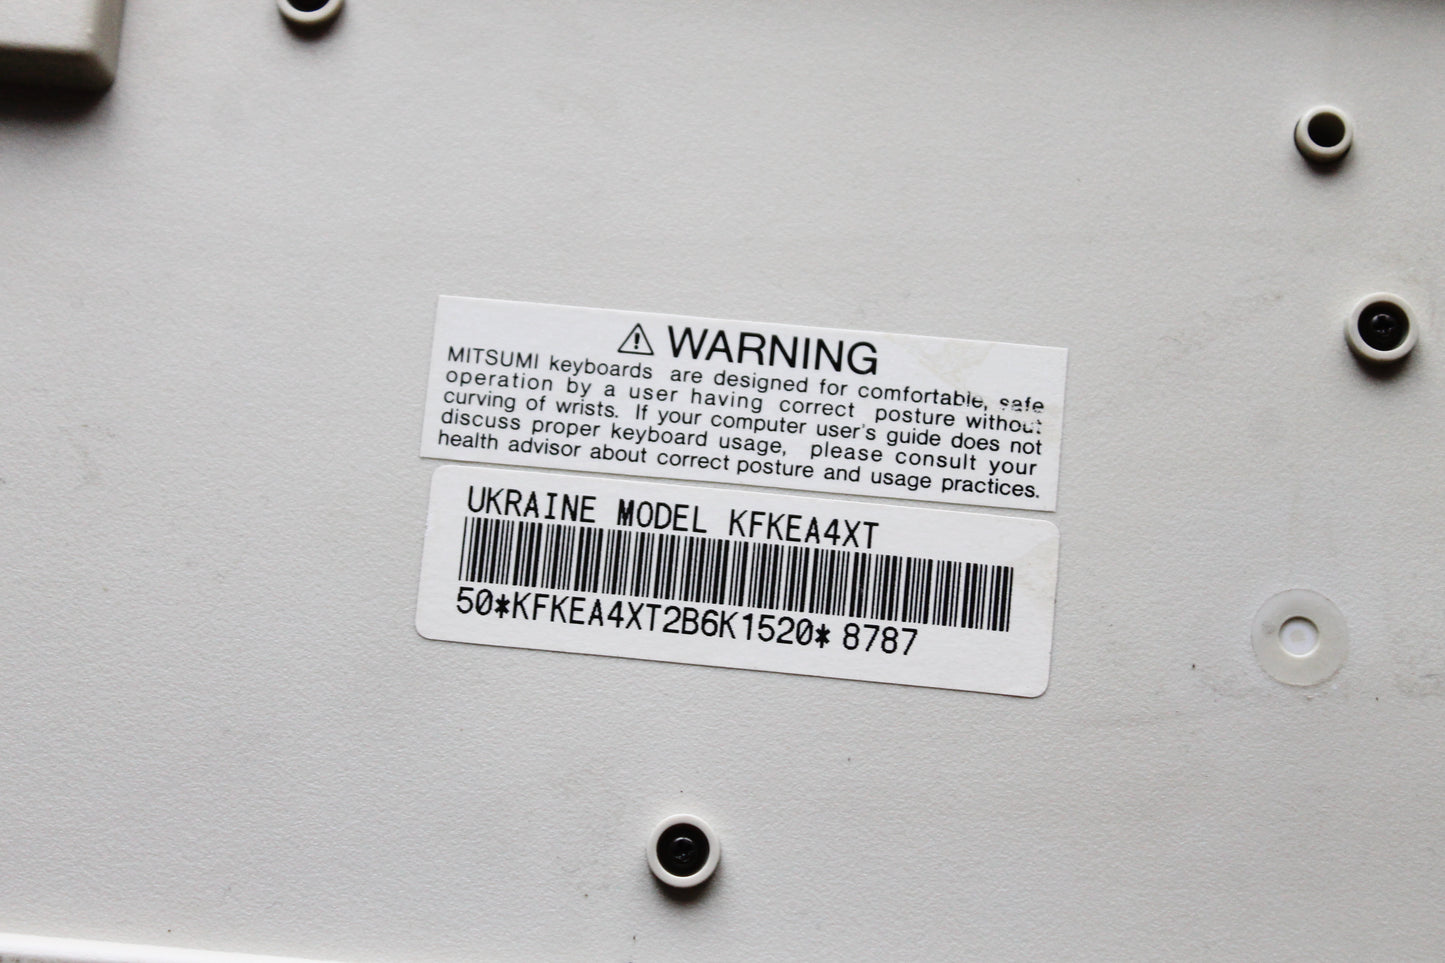 ⚠ WARNING
MITSUMI keyboards are designed for comfortable, safe
operation by a user having correct posture without
curving of wrists. If your computer user's guide does not
discuss proper keyboard usage, please consult your
health advisor about correct posture and usage practices.
UKRAINE MODEL KFKEA4XT
50*KFKEA4XT2B6K1520* 8787